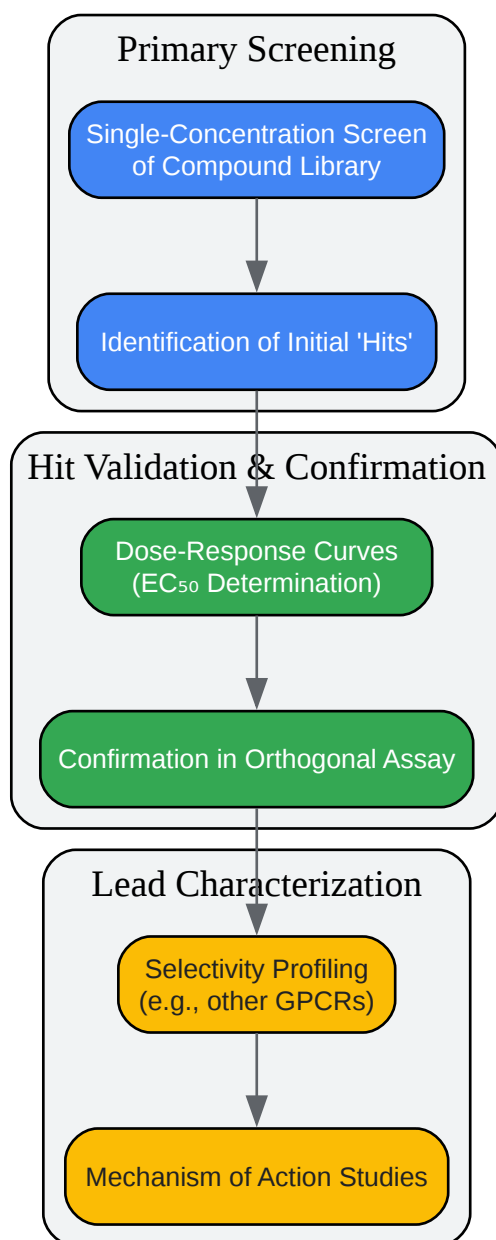 Primary Screening
Single-Concentration Screen
of Compound Library
Identification of Initial 'Hits'
Hit Validation & Confirmation
Dose-Response Curves
(EC₅₀ Determination)
Confirmation in Orthogonal Assay
Lead Characterization
Selectivity Profiling
(e.g., other GPCRs)
Mechanism of Action Studies